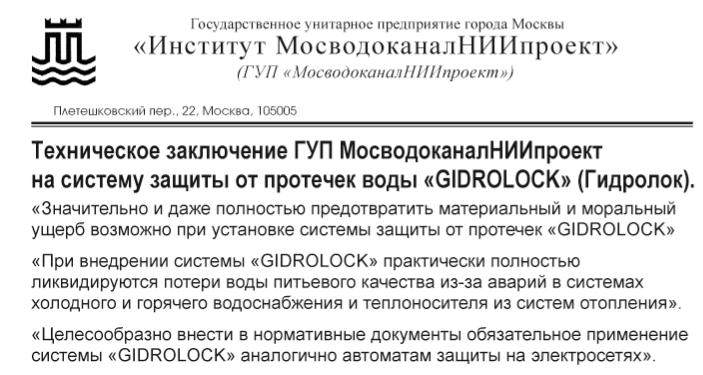 Государственное унитарное предприятие города Москвы
«Институт МосводоканалНИИпроект»
(ГУП «МосводоканалНИИпроект»)
Плетешковский пер., 22, Москва, 105005
Техническое заключение ГУП МосводоканалНИИпроект
на систему защиты от протечек воды «GIDROLOCK» (Гидролок).
«Значительно и даже полностью предотвратить материальный и моральный
ущерб возможно при установке системы защиты от протечек «GIDROLOCK»
«При внедрении системы «GIDROLOCK» практически полностью
ликвидируются потери воды питьевого качества из-за аварий в системах
холодного и горячего водоснабжения и теплоносителя из систем отопления».
«Целесообразно внести в нормативные документы обязательное применение
системы «GIDROLOCK» аналогично автоматам защиты на электросетях».